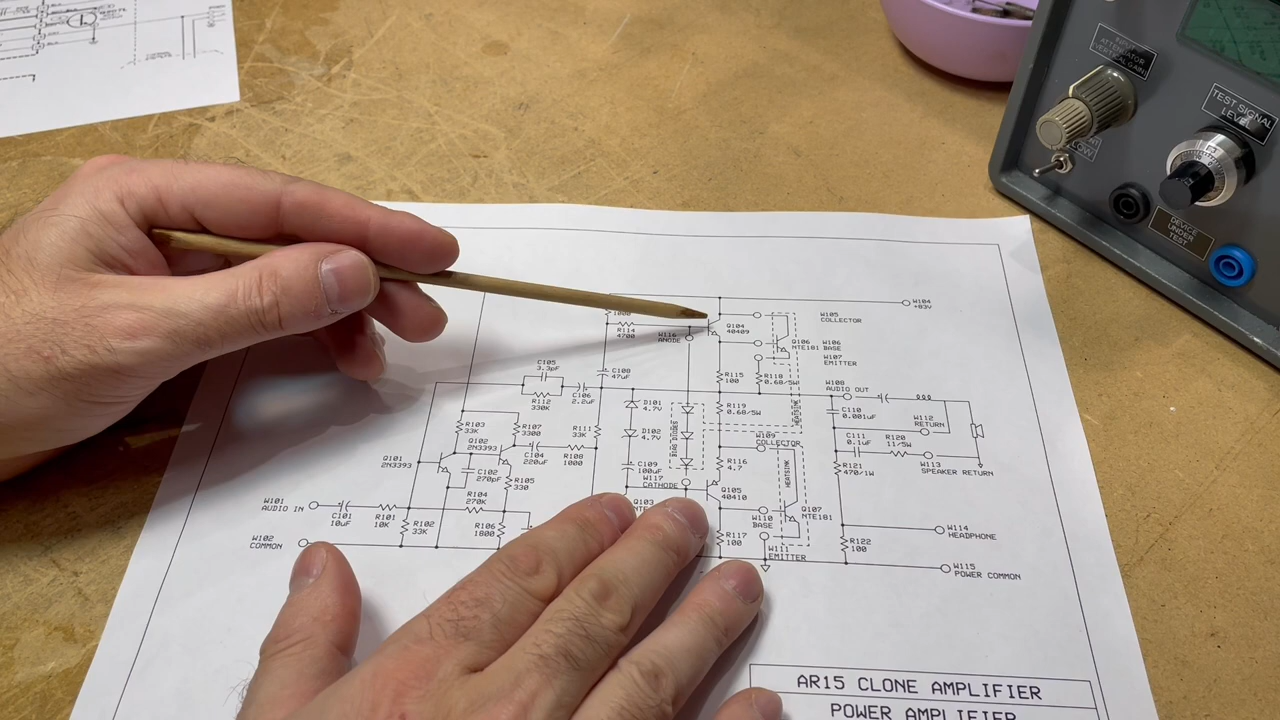 INPUT
ATTENUATOR
(VERTICAL GAIN)
LOW
TEST SIGNAL
LEVEL
DEVICE
UNDER
TEST
W104
+83V
W105
COLLECTOR
Q104
40409
R114
4700
W116
ANODE
Q106
NTE181
W106
BASE
W107
EMITTER
C105
3.3pF
C108
47uF
R115
100
R118
0.68/5W
W108
AUDIO OUT
R112
330K
C106
2.2uF
D101
4.7V
R119
0.68/5W
HEATSINK
C110
0.001uF
W112
RETURN
R103
33K
R107
3300
R111
33K
D102
4.7V
BIAS DIODES
W109
COLLECTOR
C111
0.1uF
R120
11/5W
Q102
2N3393
Q101
2N3393
C104
220uF
R108
1000
C109
100uF
R116
4.7
HEATSINK
R121
470/1W
W113
SPEAKER RETURN
C102
270pF
R105
330
W117
CATHODE
Q105
40410
W101
AUDIO IN
R104
270K
Q103
W110
BASE
Q107
NTE181
C101
10uF
R101
10K
R102
33K
R106
1800
R117
100
W114
HEADPHONE
W102
COMMON
W111
EMITTER
R122
100
W115
POWER COMMON
AR15 CLONE AMPLIFIER
POWER AMPLIFIER